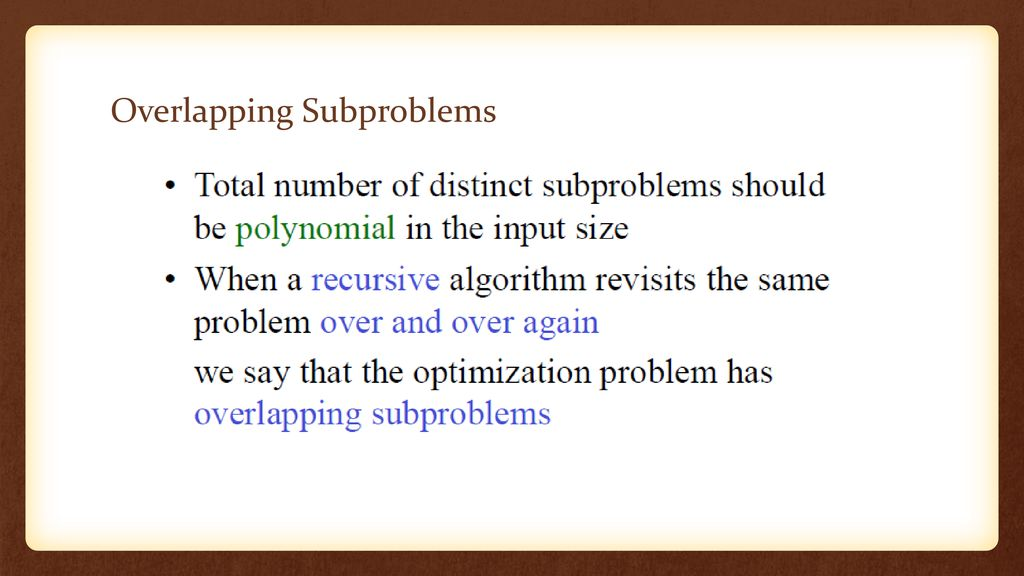 Overlapping Subproblems
• Total number of distinct subproblems should
be polynomial in the input size
• When a recursive algorithm revisits the same
problem over and over again
we say that the optimization problem has
overlapping subproblems